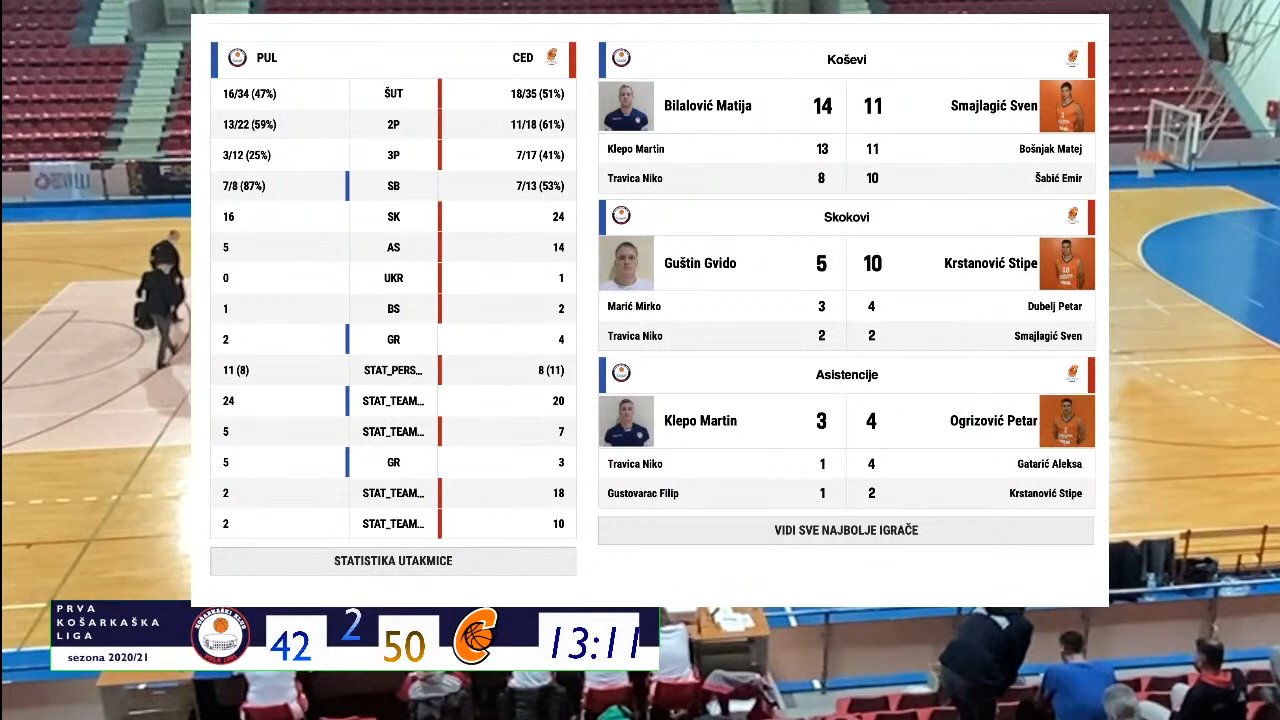 PUL CED
16/34 (47%) ŠUT 18/35 (51%)
13/22 (59%) 2P 11/18 (61%)
3/12 (25%) 3P 7/17 (41%)
7/8 (87%) SB 7/13 (53%)
16 SK 24
5 AS 14
0 UKR 1
1 BS 2
2 GR 4
11 (8) STAT_PERS... 8 (11)
24 STAT_TEAM... 20
5 STAT_TEAM... 7
5 GR 3
2 STAT_TEAM... 18
2 STAT_TEAM... 10
STATISTIKA UTAKMICE
Koševi
Bilalović Matija 14 11 Smajlagić Sven
Klepo Martin 13 11 Bošnjak Matej
Travica Niko 8 10 Šabić Emir
Skokovi
Guštin Gvido 5 10 Krstanović Stipe
Marić Mirko 3 4 Dubelj Petar
Travica Niko 2 2 Smajlagić Sven
Asistencije
Klepo Martin 3 4 Ogrizović Petar
Travica Niko 1 4 Gatarić Aleksa
Gustovarac Filip 1 2 Krstanović Stipe
VIDI SVE NAJBOLJE IGRAČE
PRVA
KOŠARKAŠKA
LIGA
sezona 2020/21
42 2 50 13:11